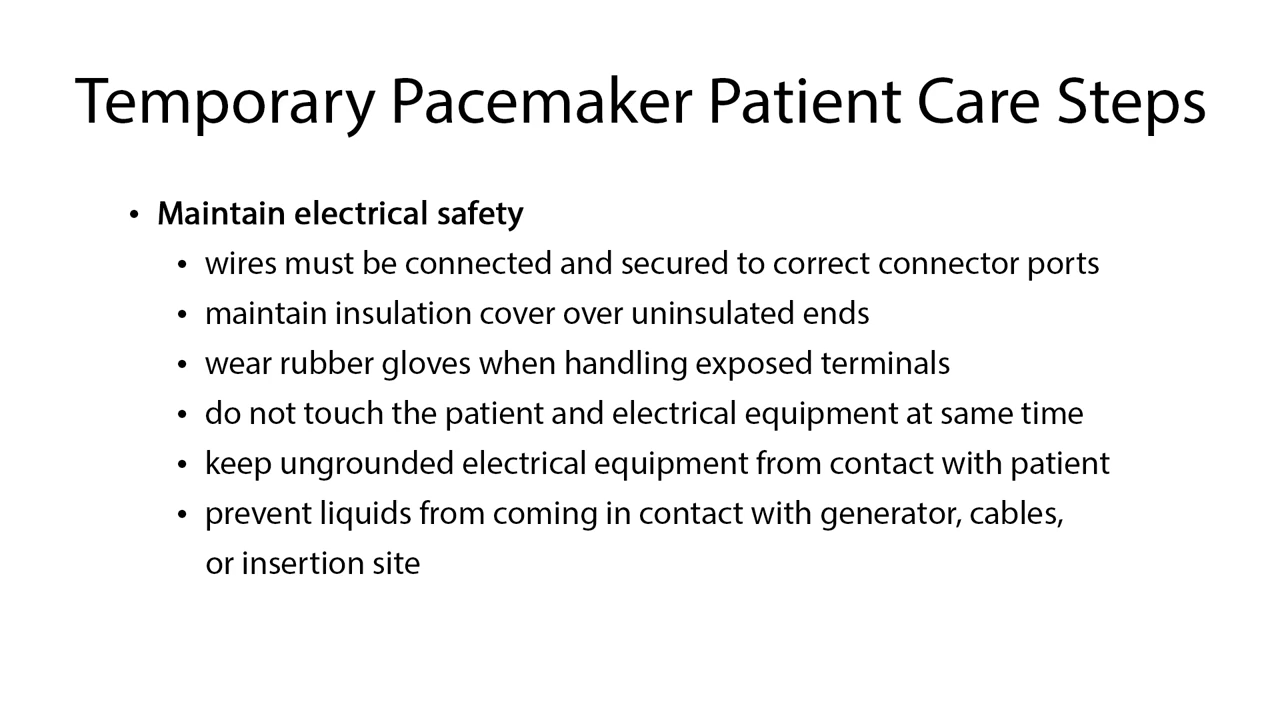 Temporary Pacemaker Patient Care Steps
• Maintain electrical safety
• wires must be connected and secured to correct connector ports
• maintain insulation cover over uninsulated ends
• wear rubber gloves when handling exposed terminals
• do not touch the patient and electrical equipment at same time
• keep ungrounded electrical equipment from contact with patient
• prevent liquids from coming in contact with generator, cables,
or insertion site